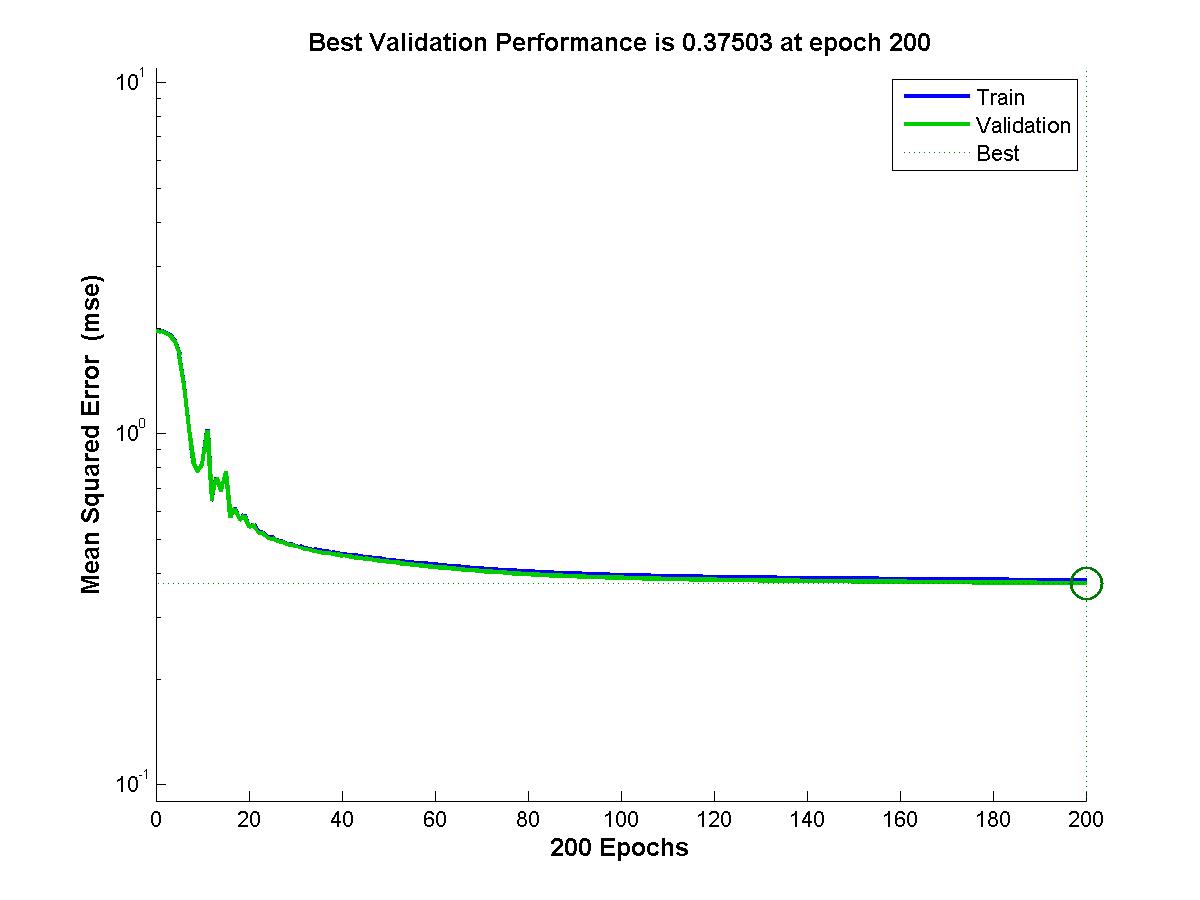 Best Validation Performance is 0.37503 at epoch 200
Train
Validation
Best
Mean Squared Error (mse)
10^1
10^0
10^-1
0 20 40 60 80 100 120 140 160 180 200
200 Epochs